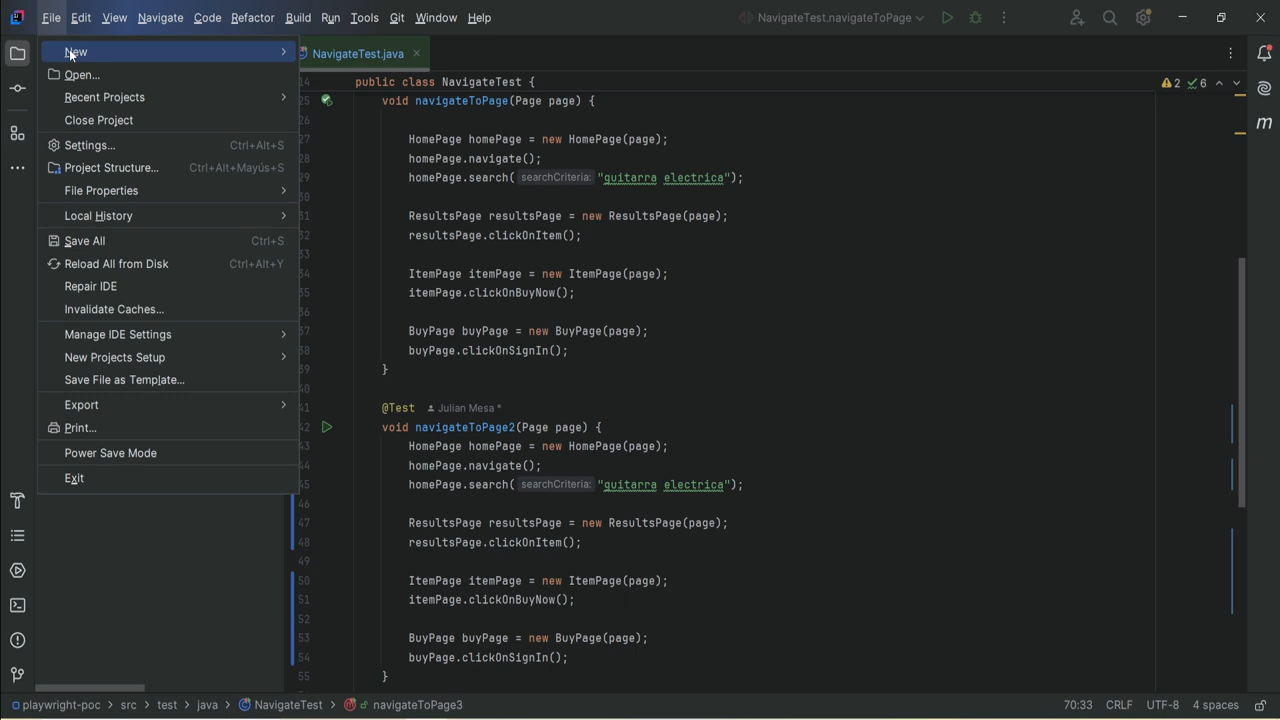 File Edit View Navigate Code Refactor Build Run Tools Git Window Help NavigateTest.navigateToPage
New
Open...
Recent Projects
Close Project
Settings... Ctrl+Alt+S
Project Structure... Ctrl+Alt+Mayús+S
File Properties
Local History
Save All Ctrl+S
Reload All from Disk Ctrl+Alt+Y
Repair IDE
Invalidate Caches...
Manage IDE Settings
New Projects Setup
Save File as Template...
Export
Print...
Power Save Mode
Exit
NavigateTest.java
14 public class NavigateTest { 2 6
25 void navigateToPage(Page page) {
26
27 HomePage homePage = new HomePage(page);
28 homePage.navigate();
29 homePage.search( searchCriteria: "guitarra electrica");
30
31 ResultsPage resultsPage = new ResultsPage(page);
32 resultsPage.clickOnItem();
33
34 ItemPage itemPage = new ItemPage(page);
35 itemPage.clickOnBuyNow();
36
37 BuyPage buyPage = new BuyPage(page);
38 buyPage.clickOnSignIn();
39 }
40
41 @Test Julian Mesa *
42 void navigateToPage2(Page page) {
43 HomePage homePage = new HomePage(page);
44 homePage.navigate();
45 homePage.search( searchCriteria: "guitarra electrica");
46
47 ResultsPage resultsPage = new ResultsPage(page);
48 resultsPage.clickOnItem();
49
50 ItemPage itemPage = new ItemPage(page);
51 itemPage.clickOnBuyNow();
52
53 BuyPage buyPage = new BuyPage(page);
54 buyPage.clickOnSignIn();
55 }
m
playwright-poc > src > test > java > NavigateTest > navigateToPage3 70:33 CRLF UTF-8 4 spaces